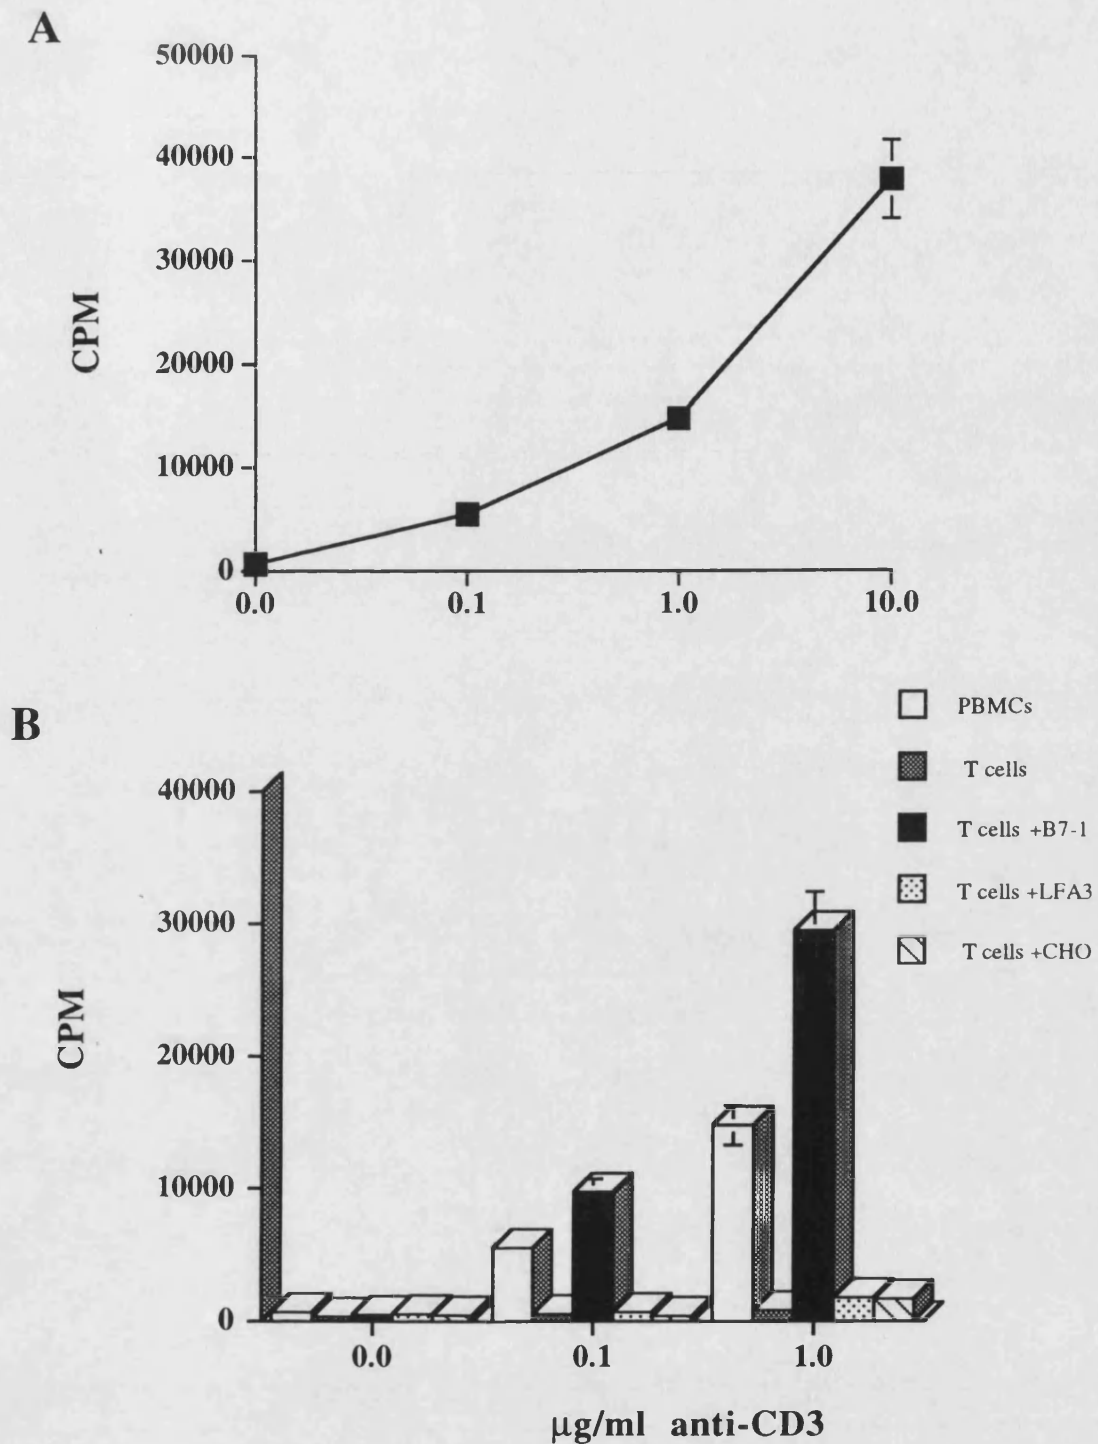 A
50000
40000
30000
20000
10000
0
CPM
0.0 0.1 1.0 10.0
B
PBMCs
T cells
T cells +B7-1
T cells +LFA3
T cells +CHO
40000
30000
20000
10000
0
CPM
0.0 0.1 1.0
µg/ml anti-CD3